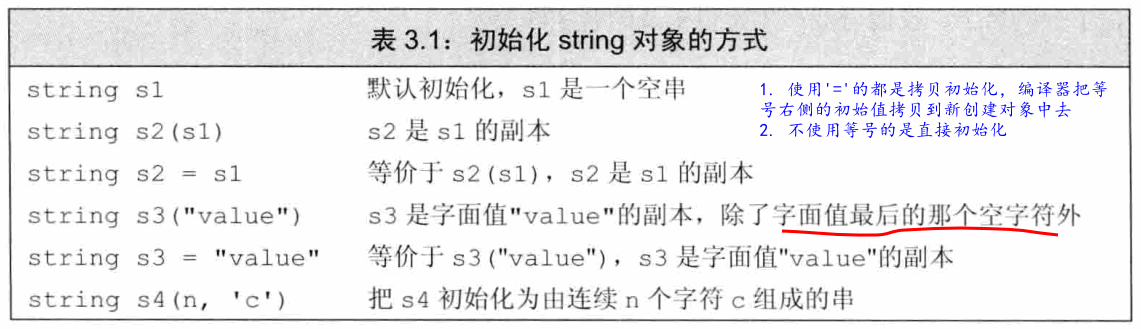 表 3.1：初始化 string 对象的方式
string s1 默认初始化，s1 是一个空串
string s2(s1) s2 是 s1 的副本
string s2 = s1 等价于 s2(s1)，s2 是 s1 的副本
string s3("value") s3 是字面值"value"的副本，除了字面值最后的那个空字符外
string s3 = "value" 等价于 s3("value")，s3 是字面值"value"的副本
string s4(n, 'c') 把 s4 初始化为由连续 n 个字符 c 组成的串
1. 使用'='的都是拷贝初始化，编译器把等
号右侧的初始值拷贝到新创建对象中去
2. 不使用等号的是直接初始化